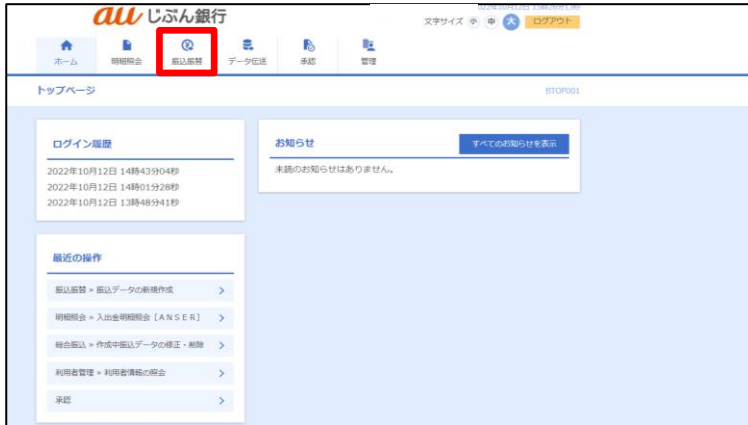 au じぶん銀行
文字サイズ 小 中 大 ログアウト
ホーム 明細照会 振込振替 データ伝送 承認 管理
トップページ BTOP001
ログイン履歴
2022年10月12日 14時43分04秒
2022年10月12日 14時01分28秒
2022年10月12日 13時48分41秒
お知らせ すべてのお知らせを表示
未読のお知らせはありません。
最近の操作
振込振替 » 振込データの新規作成
明細照会 » 入出金明細照会［ＡＮＳＥＲ］
総合振込 » 作成中振込データの修正・削除
利用者管理 » 利用者情報の照会
承認